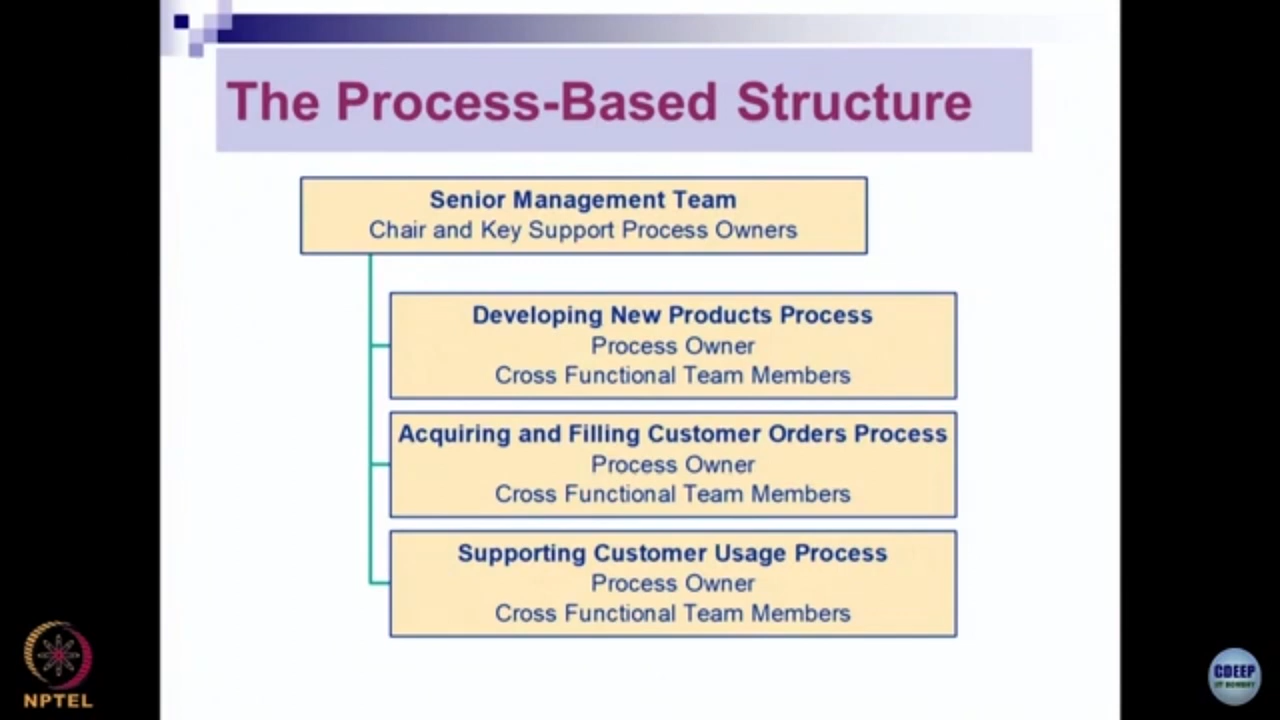 The Process-Based Structure
Senior Management Team
Chair and Key Support Process Owners
Developing New Products Process
Process Owner
Cross Functional Team Members
Acquiring and Filling Customer Orders Process
Process Owner
Cross Functional Team Members
Supporting Customer Usage Process
Process Owner
Cross Functional Team Members
NPTEL
CDEEP
IIT BOMBAY